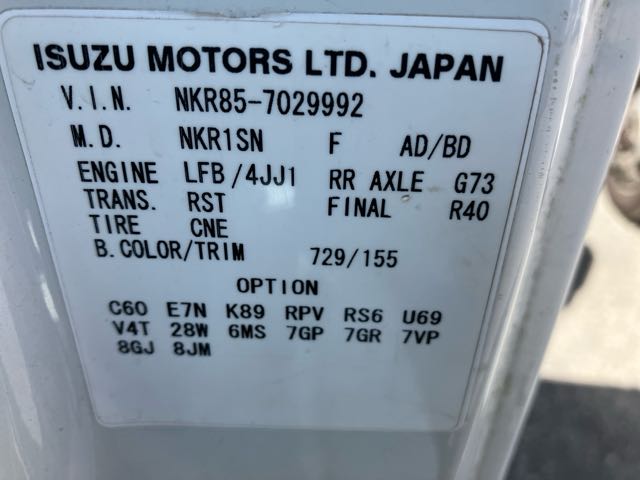 ISUZU MOTORS LTD. JAPAN
V.I.N. NKR85-7029992
M.D. NKR1SN F AD/BD
ENGINE LFB/4JJ1 RR AXLE G73
TRANS. RST FINAL R40
TIRE CNE
B.COLOR/TRIM 729/155
OPTION
C60 E7N K89 RPV RS6 U69
V4T 28W 6MS 7GP 7GR 7VP
8GJ 8JM